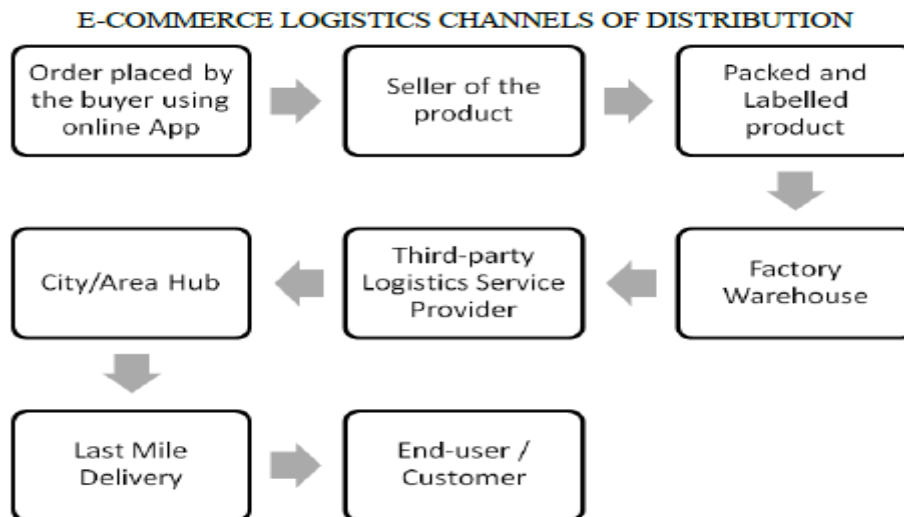 E-COMMERCE LOGISTICS CHANNELS OF DISTRIBUTION
Order placed by
the buyer using
online App
Seller of the
product
Packed and
Labelled
product
Factory
Warehouse
Third-party
Logistics Service
Provider
City/Area Hub
Last Mile
Delivery
End-user /
Customer